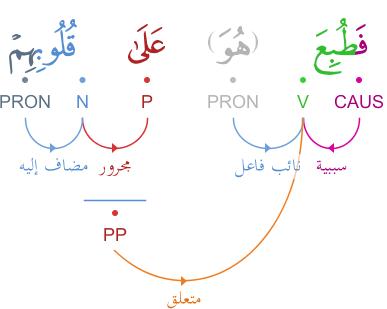 فَطُبِعَ (هُوَ) عَلَىٰ قُلُوبِهِمْ
CAUS V PRON P N PRON
سببية نائب فاعل مجرور مضاف إليه
PP
متعلق